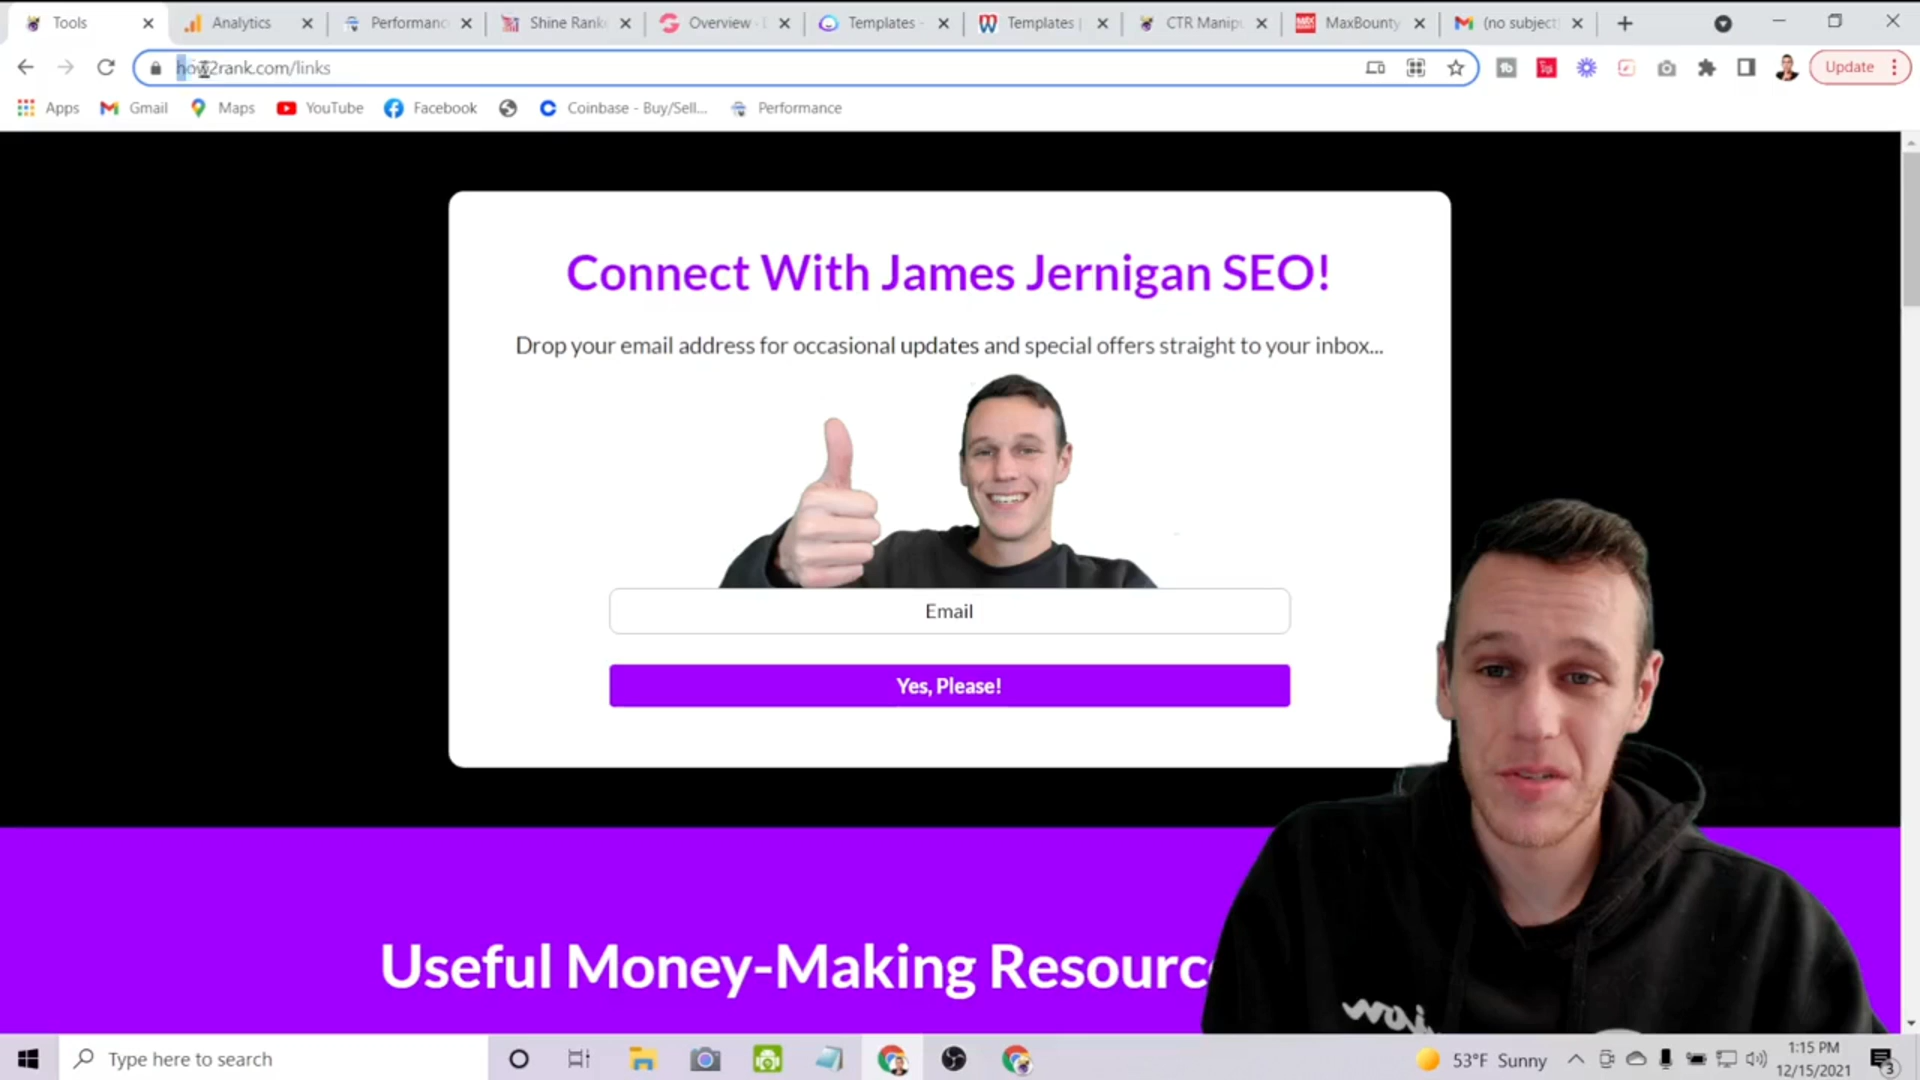 Tools
Analytics
Performanc
Shine Rank
Overview
Templates -
Templates |
CTR Manip
MaxBounty
(no subject
how2rank.com/links
Update
Apps
Gmail
Maps
YouTube
Facebook
Coinbase - Buy/Sell...
Performance
Connect With James Jernigan SEO!
Drop your email address for occasional updates and special offers straight to your inbox...
Email
Yes, Please!
Useful Money-Making Resourc
Type here to search
53°F Sunny
1:15 PM
12/15/2021
3